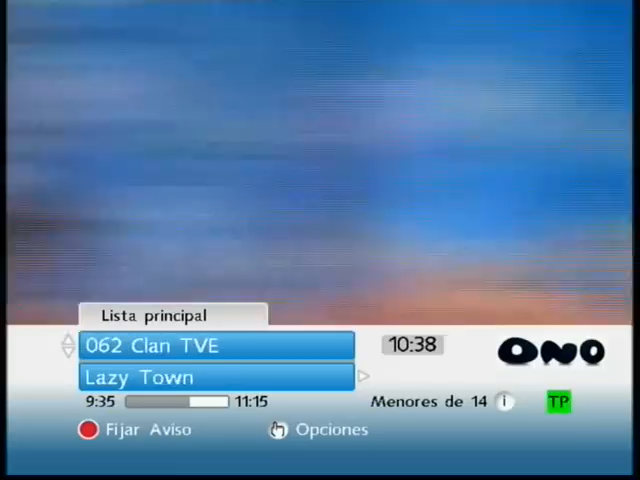 Lista principal
062 Clan TVE
10:38
ONO
Lazy Town
9:35 11:15
Menores de 14 i TP
Fijar Aviso
Opciones